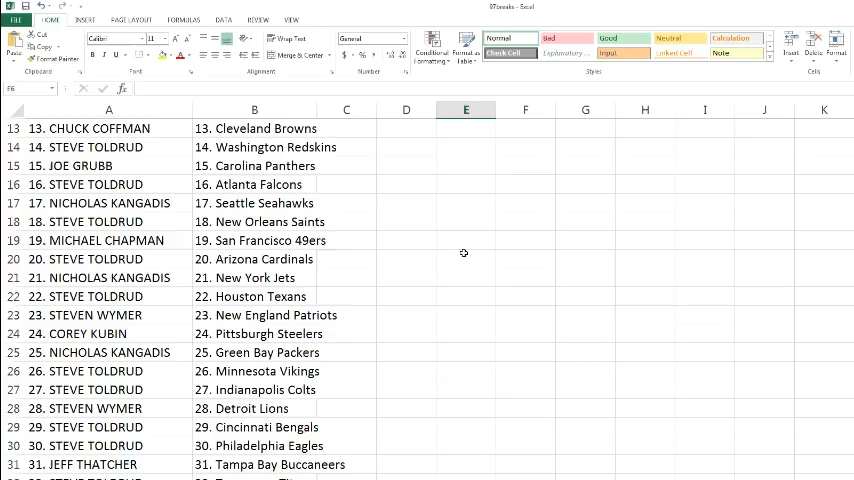 97breaks - Excel
FILE HOME INSERT PAGE LAYOUT FORMULAS DATA REVIEW VIEW
Cut
Copy
Format Painter
Paste
Clipboard
Calibri 11
B I U
Font
Wrap Text
Merge & Center
Alignment
General
$ % ,
Number
Conditional Formatting
Format as Table
Normal Bad Good Neutral Calculation
Check Cell Explanatory ... Input Linked Cell Note
Styles
Insert Delete Format
Cells
E6
fx
A B C D E F G H I J K
13 13. CHUCK COFFMAN 13. Cleveland Browns
14 14. STEVE TOLDRUD 14. Washington Redskins
15 15. JOE GRUBB 15. Carolina Panthers
16 16. STEVE TOLDRUD 16. Atlanta Falcons
17 17. NICHOLAS KANGADIS 17. Seattle Seahawks
18 18. STEVE TOLDRUD 18. New Orleans Saints
19 19. MICHAEL CHAPMAN 19. San Francisco 49ers
20 20. STEVE TOLDRUD 20. Arizona Cardinals
21 21. NICHOLAS KANGADIS 21. New York Jets
22 22. STEVE TOLDRUD 22. Houston Texans
23 23. STEVEN WYMER 23. New England Patriots
24 24. COREY KUBIN 24. Pittsburgh Steelers
25 25. NICHOLAS KANGADIS 25. Green Bay Packers
26 26. STEVE TOLDRUD 26. Minnesota Vikings
27 27. STEVE TOLDRUD 27. Indianapolis Colts
28 28. STEVEN WYMER 28. Detroit Lions
29 29. STEVE TOLDRUD 29. Cincinnati Bengals
30 30. STEVE TOLDRUD 30. Philadelphia Eagles
31 31. JEFF THATCHER 31. Tampa Bay Buccaneers